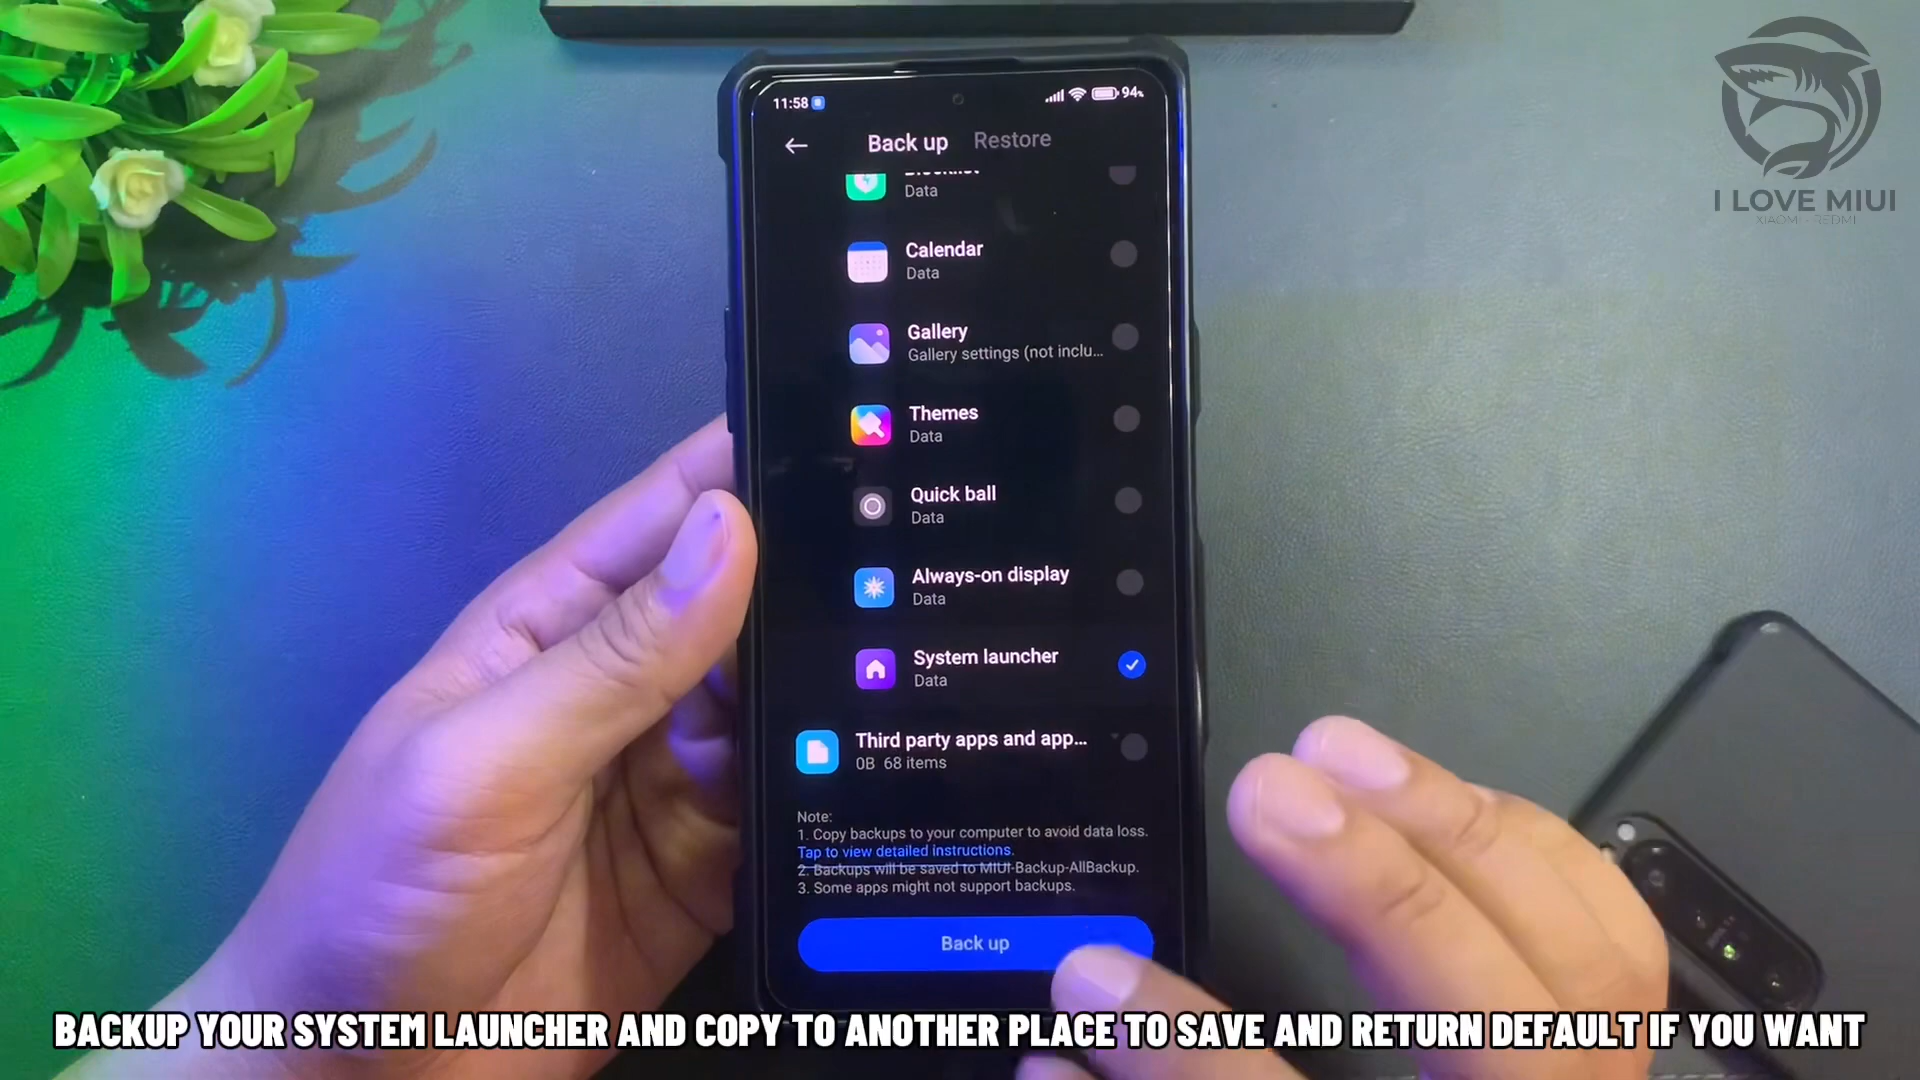 I LOVE MIUI
XIAOMI - REDMI
11:58
94%
Back up
Restore
Data
Calendar
Data
Gallery
Gallery settings (not inclu...
Themes
Data
Quick ball
Data
Always-on display
Data
System launcher
Data
Third party apps and app...
0B 68 items
Note:
1. Copy backups to your computer to avoid data loss.
Tap to view detailed instructions.
2. Backups will be saved to MIUI-Backup-AllBackup.
3. Some apps might not support backups.
Back up
BACKUP YOUR SYSTEM LAUNCHER AND COPY TO ANOTHER PLACE TO SAVE AND RETURN DEFAULT IF YOU WANT